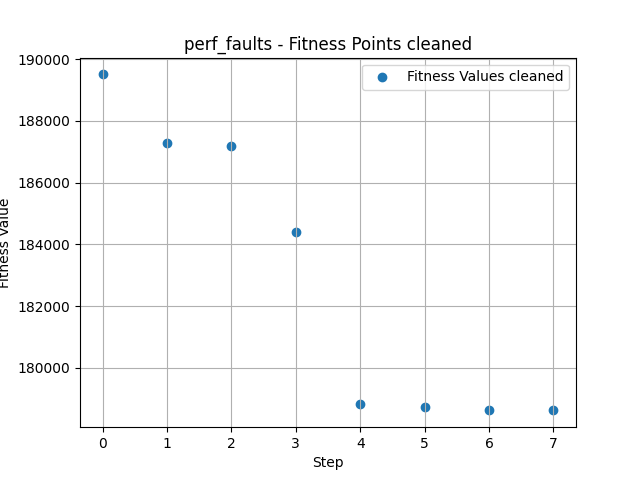 perf_faults - Fitness Points cleaned
Fitness Values cleaned
190000
188000
186000
184000
182000
180000
Fitness Value
0 1 2 3 4 5 6 7
Step